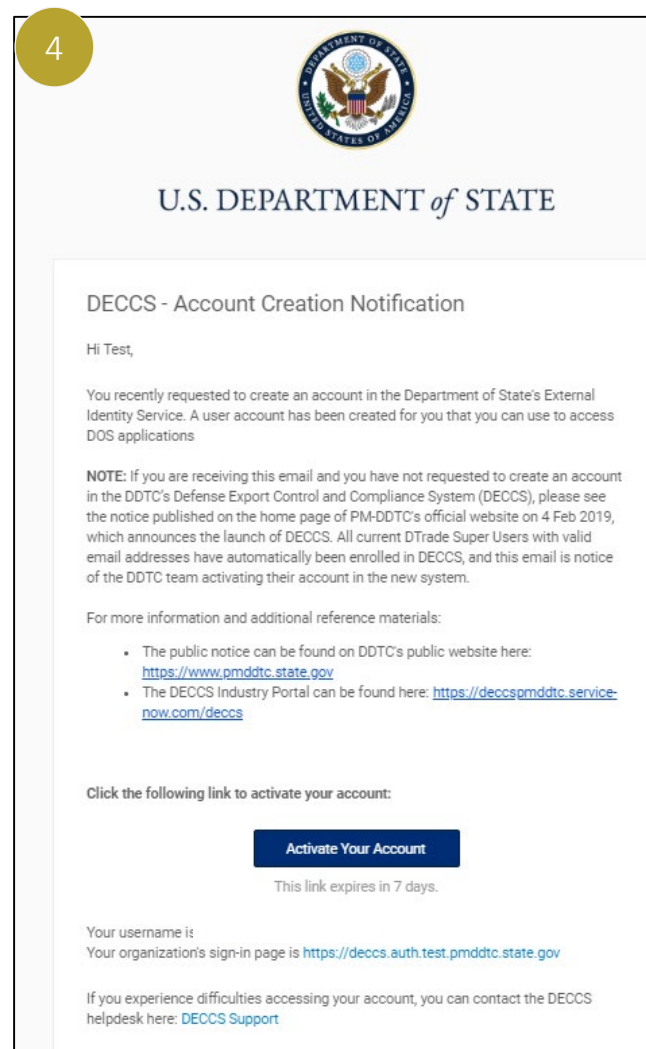 4
DEPARTMENT OF STATE
UNITED STATES OF AMERICA
U.S. DEPARTMENT of STATE
DECCS - Account Creation Notification
Hi Test,
You recently requested to create an account in the Department of State's External
Identity Service. A user account has been created for you that you can use to access
DOS applications
NOTE: If you are receiving this email and you have not requested to create an account
in the DDTC's Defense Export Control and Compliance System (DECCS), please see
the notice published on the home page of PM-DDTC's official website on 4 Feb 2019,
which announces the launch of DECCS. All current DTrade Super Users with valid
email addresses have automatically been enrolled in DECCS, and this email is notice
of the DDTC team activating their account in the new system.
For more information and additional reference materials:
• The public notice can be found on DDTC's public website here:
https://www.pmddtc.state.gov
• The DECCS Industry Portal can be found here: https://deccspmddtc.service-
now.com/deccs
Click the following link to activate your account:
Activate Your Account
This link expires in 7 days.
Your username is
Your organization's sign-in page is https://deccs.auth.test.pmddtc.state.gov
If you experience difficulties accessing your account, you can contact the DECCS
helpdesk here: DECCS Support